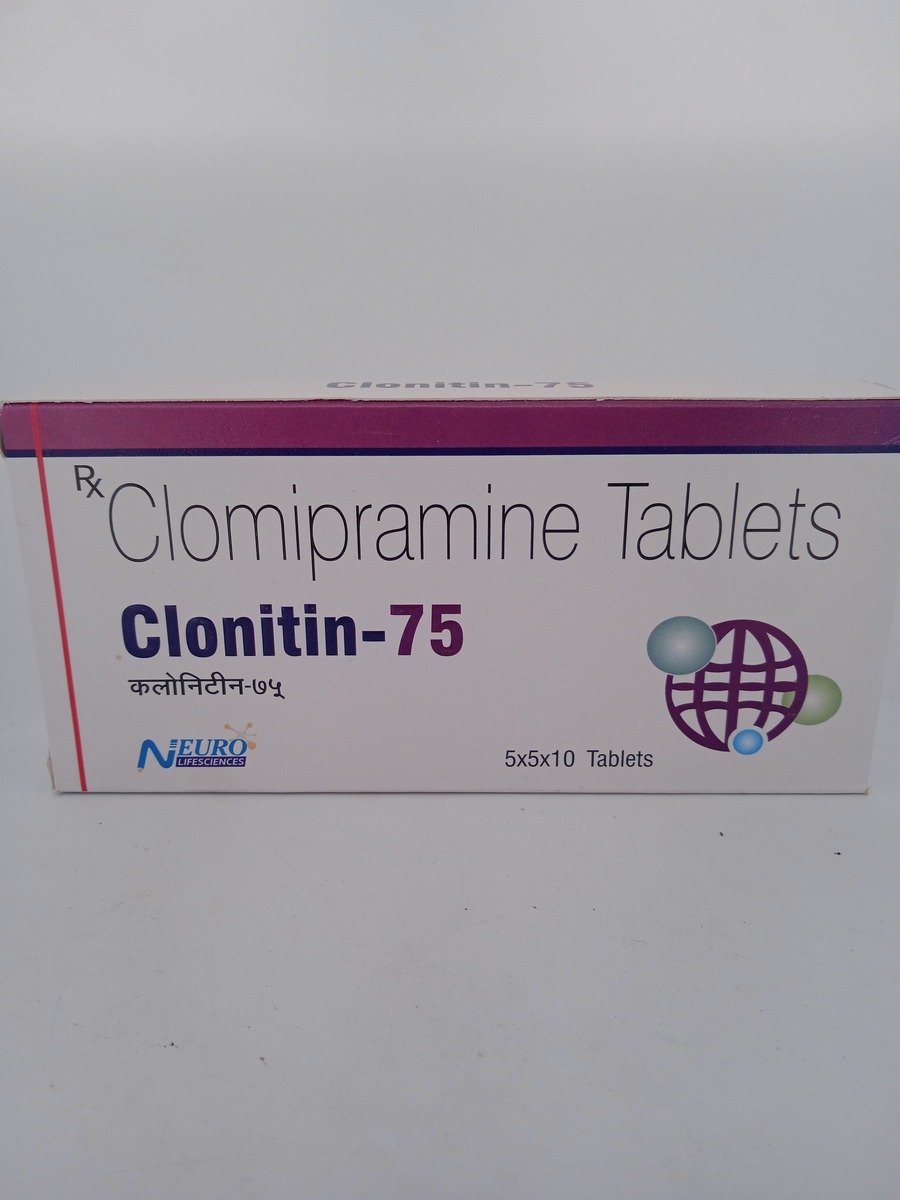 Clonitin-75
Rx Clomipramine Tablets
Clonitin-75
कलोनिटीन-७५
NEURO
LIFESCIENCES
5x5x10 Tablets